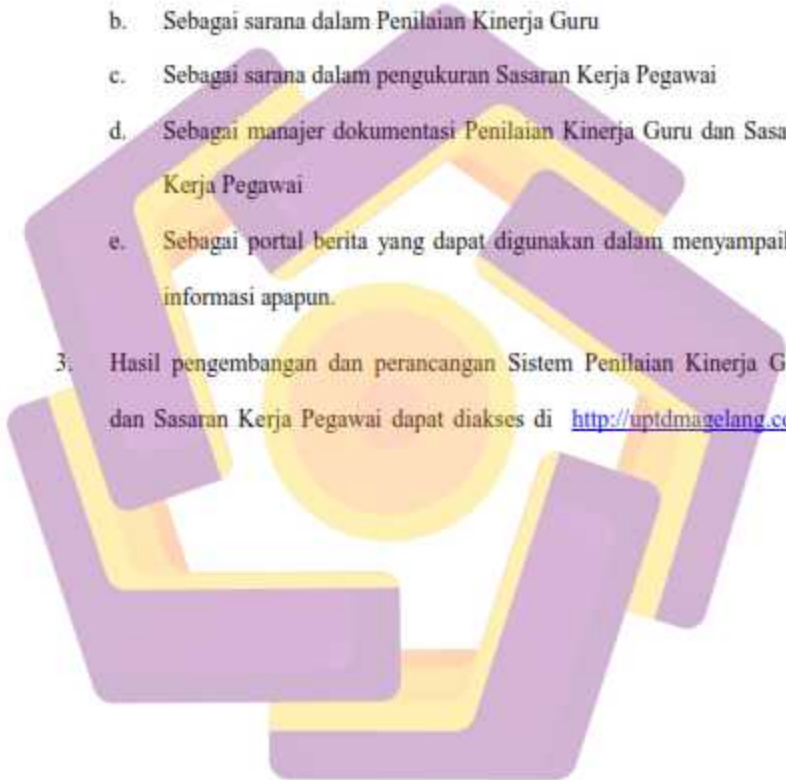 b. Sebagai sarana dalam Penilaian Kinerja Guru
c. Sebagai sarana dalam pengukuran Sasaran Kerja Pegawai
d. Sebagai manajer dokumentasi Penilaian Kinerja Guru dan Sasa
Kerja Pegawai
e. Sebagai portal berita yang dapat digunakan dalam menyampail
informasi apapun.
3. Hasil pengembangan dan perancangan Sistem Penilaian Kinerja G
dan Sasaran Kerja Pegawai dapat diakses di http://uptdmagelang.co